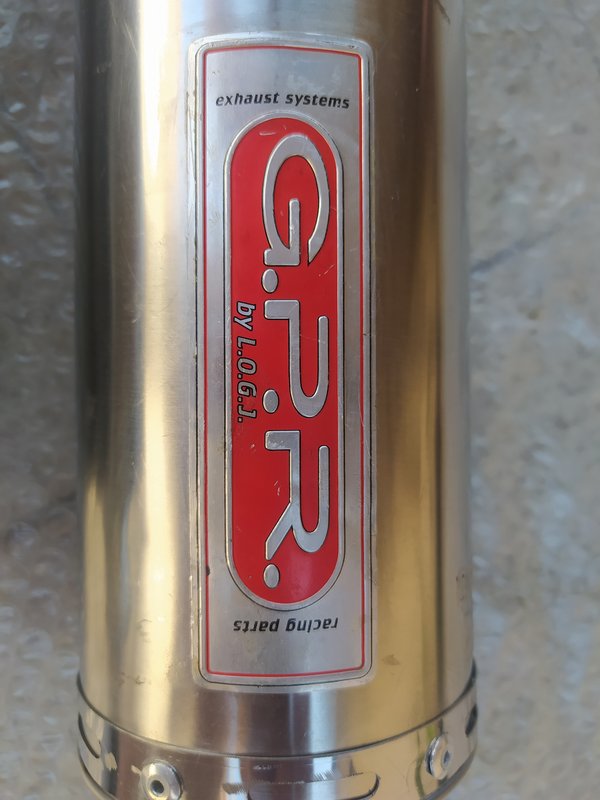 exhaust systems
G.P.R.
by L.O.G.I.
racing parts